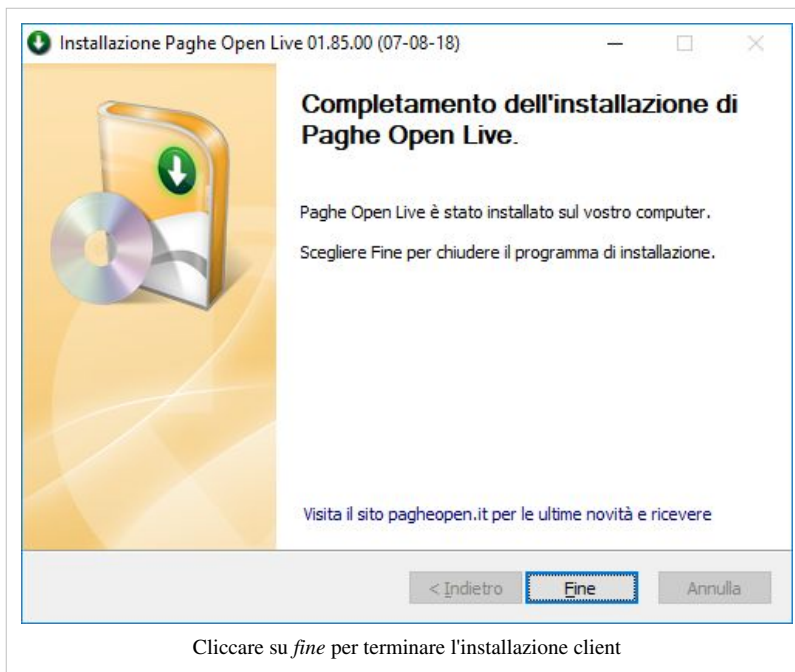 Installazione Paghe Open Live 01.85.00 (07-08-18)
Completamento dell'installazione di
Paghe Open Live.
Paghe Open Live è stato installato sul vostro computer.
Scegliere Fine per chiudere il programma di installazione.
Visita il sito pagheopen.it per le ultime novità e ricevere
< Indietro
Fine
Annulla
Cliccare su fine per terminare l'installazione client